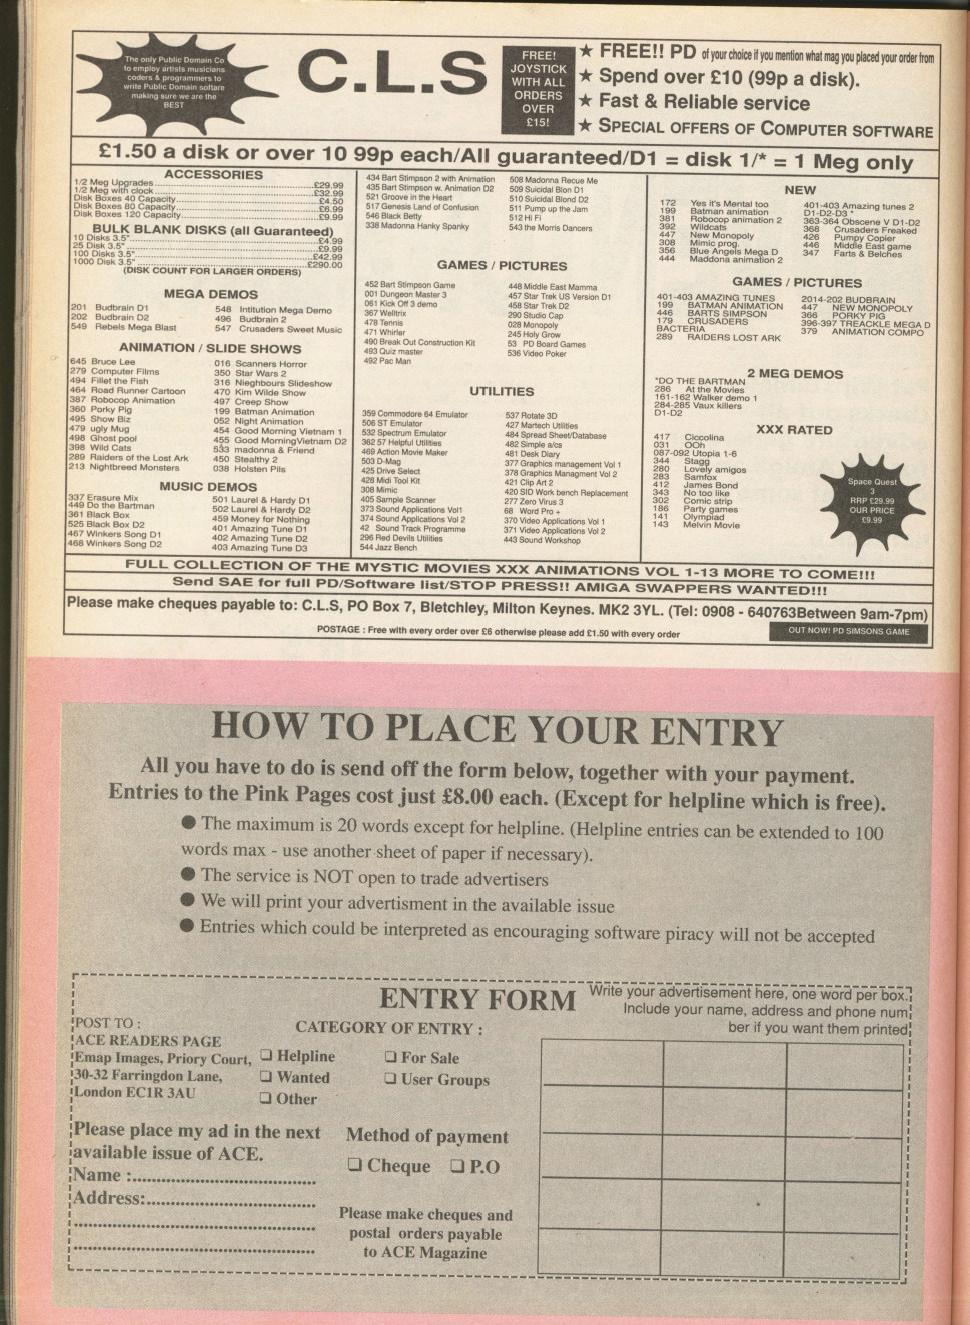 The only Public Domain Co
to employ artists musicians
coders & programmers to
write Public Domain softare
making sure we are the
BEST
C.L.S
FREE!
JOYSTICK
WITH ALL
ORDERS
OVER
£15!
★ FREE!! PD of your choice if you mention what mag you placed your order from
★ Spend over £10 (99p a disk).
★ Fast & Reliable service
★ SPECIAL OFFERS OF COMPUTER SOFTWARE
£1.50 a disk or over 10 99p each/All guaranteed/D1 = disk 1/* = 1 Meg only
ACCESSORIES
1/2 Meg Upgrades..........£29.99
1/2 Meg with clock..........£32.99
Disk Boxes 40 Capacity..........£4.50
Disk Boxes 80 Capacity..........£6.99
Disk Boxes 120 Capacity..........£9.99
BULK BLANK DISKS (all Guaranteed)
10 Disks 3.5"..........£4.99
25 Disk 3.5"..........£9.99
100 Disks 3.5"..........£42.99
1000 Disk 3.5"..........£290.00
(DISK COUNT FOR LARGER ORDERS)
MEGA DEMOS
201 Budbrain D1
202 Budbrain D2
549 Rebels Mega Blast
548 Intitution Mega Demo
496 Budbrain 2
547 Crusaders Sweet Music
ANIMATION / SLIDE SHOWS
645 Bruce Lee
279 Computer Films
494 Fillet the Fish
464 Road Runner Cartoon
387 Robocop Animation
360 Porky Pig
495 Show Biz
479 ugly Mug
498 Ghost pool
398 Wild Cats
289 Raiders of the Lost Ark
213 Nightbreed Monsters
016 Scanners Horror
350 Star Wars 2
316 Nieghbours Slideshow
470 Kim Wilde Show
497 Creep Show
199 Batman Animation
052 Night Animation
454 Good Morning Vietnam 1
455 Good MorningVietnam D2
533 madonna & Friend
450 Stealthy 2
038 Holsten Pils
MUSIC DEMOS
337 Erasure Mix
449 Do the Bartman
361 Black Box
525 Black Box D2
467 Winkers Song D1
468 Winkers Song D2
501 Laurel & Hardy D1
502 Laurel & Hardy D2
459 Money for Nothing
401 Amazing Tune D1
402 Amazing Tune D2
403 Amazing Tune D3
434 Bart Stimpson 2 with Animation
435 Bart Stimpson w. Animation D2
521 Groove in the Heart
517 Genesis Land of Confusion
546 Black Betty
338 Madonna Hanky Spanky
508 Madonna Recue Me
509 Suicidal Blon D1
510 Suicidal Blond D2
511 Pump up the Jam
512 Hi Fi
543 the Morris Dancers
GAMES / PICTURES
452 Bart Stimpson Game
001 Dungeon Master 3
061 Kick Off 3 demo
367 Welltrix
478 Tennis
471 Whirler
490 Break Out Construction Kit
493 Quiz master
492 Pac Man
448 Middle East Mamma
457 Star Trek US Version D1
458 Star Trek D2
290 Studio Cap
028 Monopoly
245 Holy Grow
53 PD Board Games
536 Video Poker
UTILITIES
359 Commodore 64 Emulator
506 ST Emulator
532 Spectrum Emulator
362 57 Helpful Utilities
469 Action Movie Maker
503 D-Mag
425 Drive Select
428 Midi Tool Kit
308 Mimic
405 Sample Scanner
373 Sound Applications Vol1
374 Sound Applications Vol 2
42 Sound Track Programme
296 Red Devils Utilities
544 Jazz Bench
537 Rotate 3D
427 Martech Utilities
484 Spread Sheet/Database
482 Simple a/cs
481 Desk Diary
377 Graphics management Vol 1
378 Graphics Managment Vol 2
421 Clip Art 2
420 SID Work bench Replacement
277 Zero Virus 3
68 Word Pro +
370 Video Applications Vol 1
371 Video Applications Vol 2
443 Sound Workshop
NEW
172 Yes it's Mental too
199 Batman animation
381 Robocop animation 2
392 Wildcats
447 New Monopoly
308 Mimic prog.
356 Blue Angels Mega D
444 Maddona animation 2
401-403 Amazing tunes 2
D1-D2-D3 *
363-364 Obscene V D1-D2
368 Crusaders Freaked
426 Pumpy Copier
446 Middle East game
347 Farts & Belches
GAMES / PICTURES
401-403 AMAZING TUNES
199 BATMAN ANIMATION
446 BARTS SIMPSON
179 CRUSADERS
BACTERIA
289 RAIDERS LOST ARK
2014-202 BUDBRAIN
447 NEW MONOPOLY
366 PORKY PIG
396-397 TREACKLE MEGA D
379 ANIMATION COMPO
2 MEG DEMOS
*DO THE BARTMAN
286 At the Movies
161-162 Walker demo 1
284-285 Vaux killers
D1-D2
XXX RATED
417 Ciccolina
031 OOh
087-092 Utopia 1-6
344 Stagg
280 Lovely amigos
283 Samfox
412 James Bond
343 No too like
302 Comic strip
186 Party games
141 Olympiad
143 Melvin Movie
Space Quest
3
RRP £29.99
OUR PRICE
£9.99
FULL COLLECTION OF THE MYSTIC MOVIES XXX ANIMATIONS VOL 1-13 MORE TO COME!!!
Send SAE for full PD/Software list/STOP PRESS!! AMIGA SWAPPERS WANTED!!!
Please make cheques payable to: C.L.S, PO Box 7, Bletchley, Milton Keynes. MK2 3YL. (Tel: 0908 - 640763Between 9am-7pm)
POSTAGE : Free with every order over £6 otherwise please add £1.50 with every order
OUT NOW! PD SIMSONS GAME
HOW TO PLACE YOUR ENTRY
All you have to do is send off the form below, together with your payment.
Entries to the Pink Pages cost just £8.00 each. (Except for helpline which is free).
● The maximum is 20 words except for helpline. (Helpline entries can be extended to 100
words max - use another sheet of paper if necessary).
● The service is NOT open to trade advertisers
● We will print your advertisment in the available issue
● Entries which could be interpreted as encouraging software piracy will not be accepted
ENTRY FORM
Write your advertisement here, one word per box.
Include your name, address and phone num
ber if you want them printed
POST TO :
ACE READERS PAGE
Emap Images, Priory Court,
30-32 Farringdon Lane,
London EC1R 3AU
CATEGORY OF ENTRY :
❏ Helpline
❏ For Sale
❏ Wanted
❏ User Groups
❏ Other
Please place my ad in the next
available issue of ACE.
Name :..............................
Address:..............................
Method of payment
❏ Cheque ❏ P.O
Please make cheques and
postal orders payable
to ACE Magazine